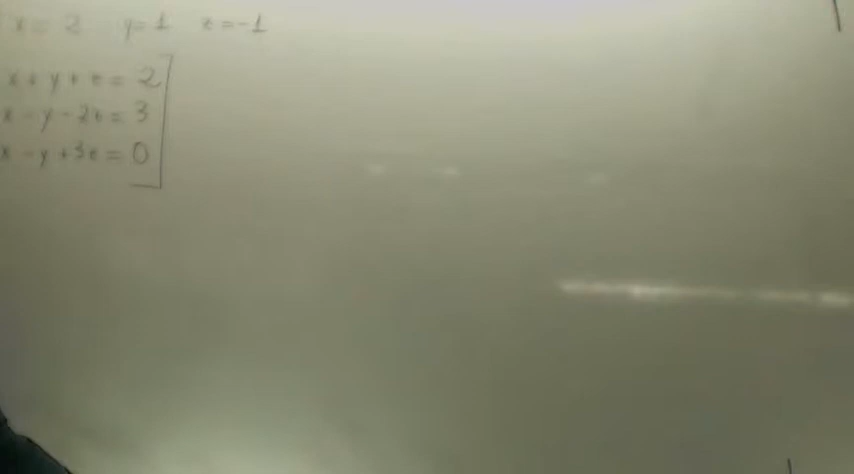 x = 2 y = 1 z = -1
x + y + z = 2
x - y - 2z = 3
x - y + 3z = 0